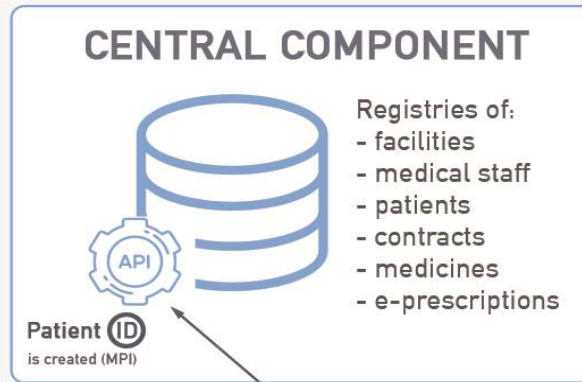 CENTRAL COMPONENT
Registries of:
- facilities
- medical staff
- patients
- contracts
- medicines
- e-prescriptions
API
Patient ID
is created (MPI)